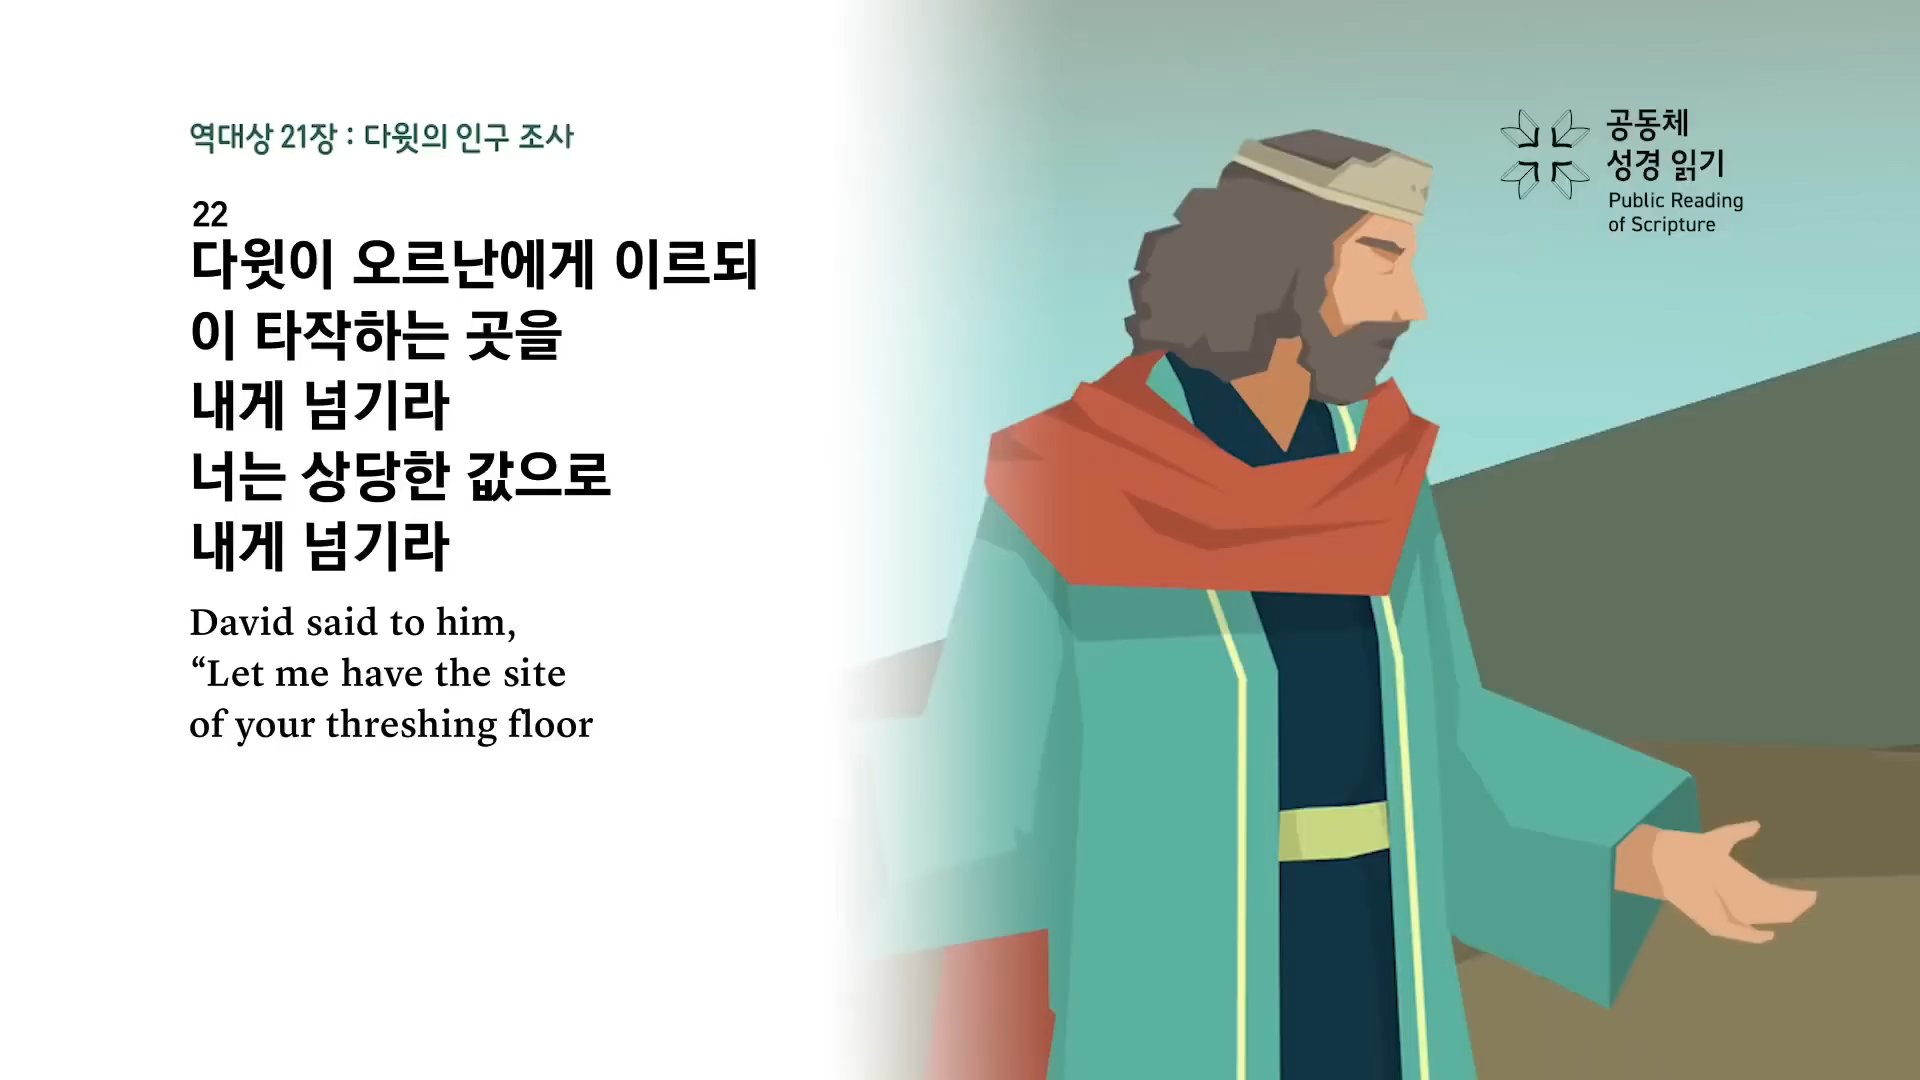 역대상 21장 : 다윗의 인구 조사
22
다윗이 오르난에게 이르되
이 타작하는 곳을
내게 넘기라
너는 상당한 값으로
내게 넘기라
David said to him,
“Let me have the site
of your threshing floor
공동체
성경 읽기
Public Reading
of Scripture